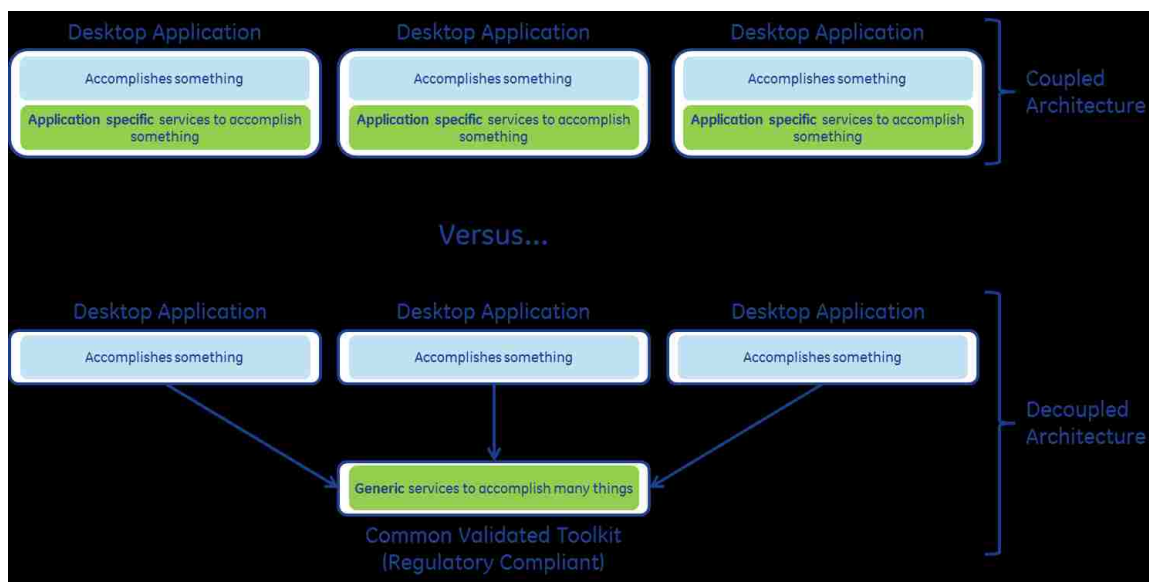 Desktop Application
Desktop Application
Desktop Application
Accomplishes something
Accomplishes something
Accomplishes something
Coupled
Architecture
Application specific services to accomplish
something
Application specific services to accomplish
something
Application specific services to accomplish
something
Versus...
Desktop Application
Desktop Application
Desktop Application
Accomplishes something
Accomplishes something
Accomplishes something
Decoupled
Architecture
Generic services to accomplish many things
Common Validated Toolkit
(Regulatory Compliant)